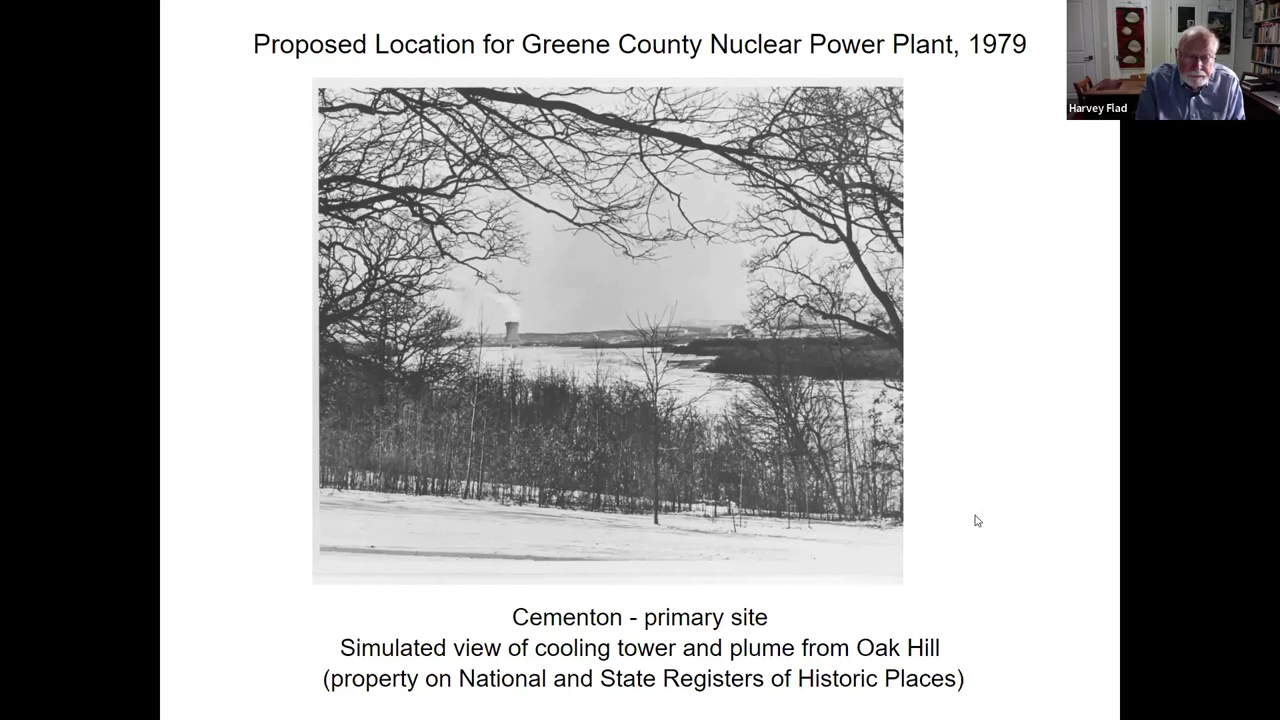 Proposed Location for Greene County Nuclear Power Plant, 1979
Harvey Flad
Cementon - primary site
Simulated view of cooling tower and plume from Oak Hill
(property on National and State Registers of Historic Places)